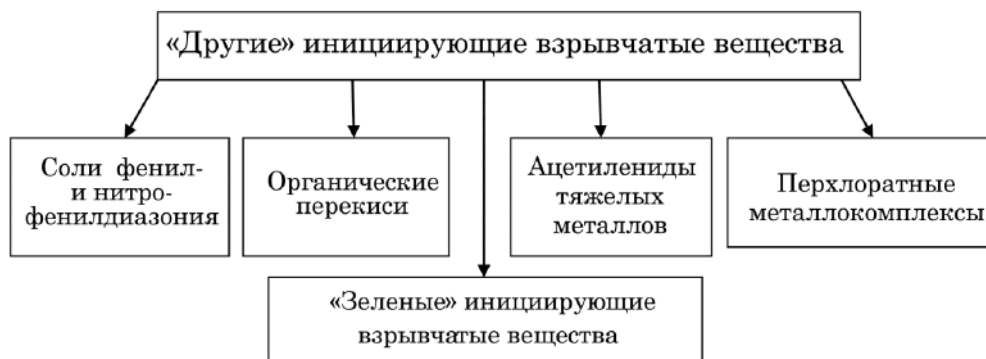 «Другие» инициирующие взрывчатые вещества
Соли фенил-
и нитро-
фенилдиазония
Органические
перекиси
Ацетилениды
тяжелых
металлов
Перхлоратные
металлокомплексы
«Зеленые» инициирующие
взрывчатые вещества